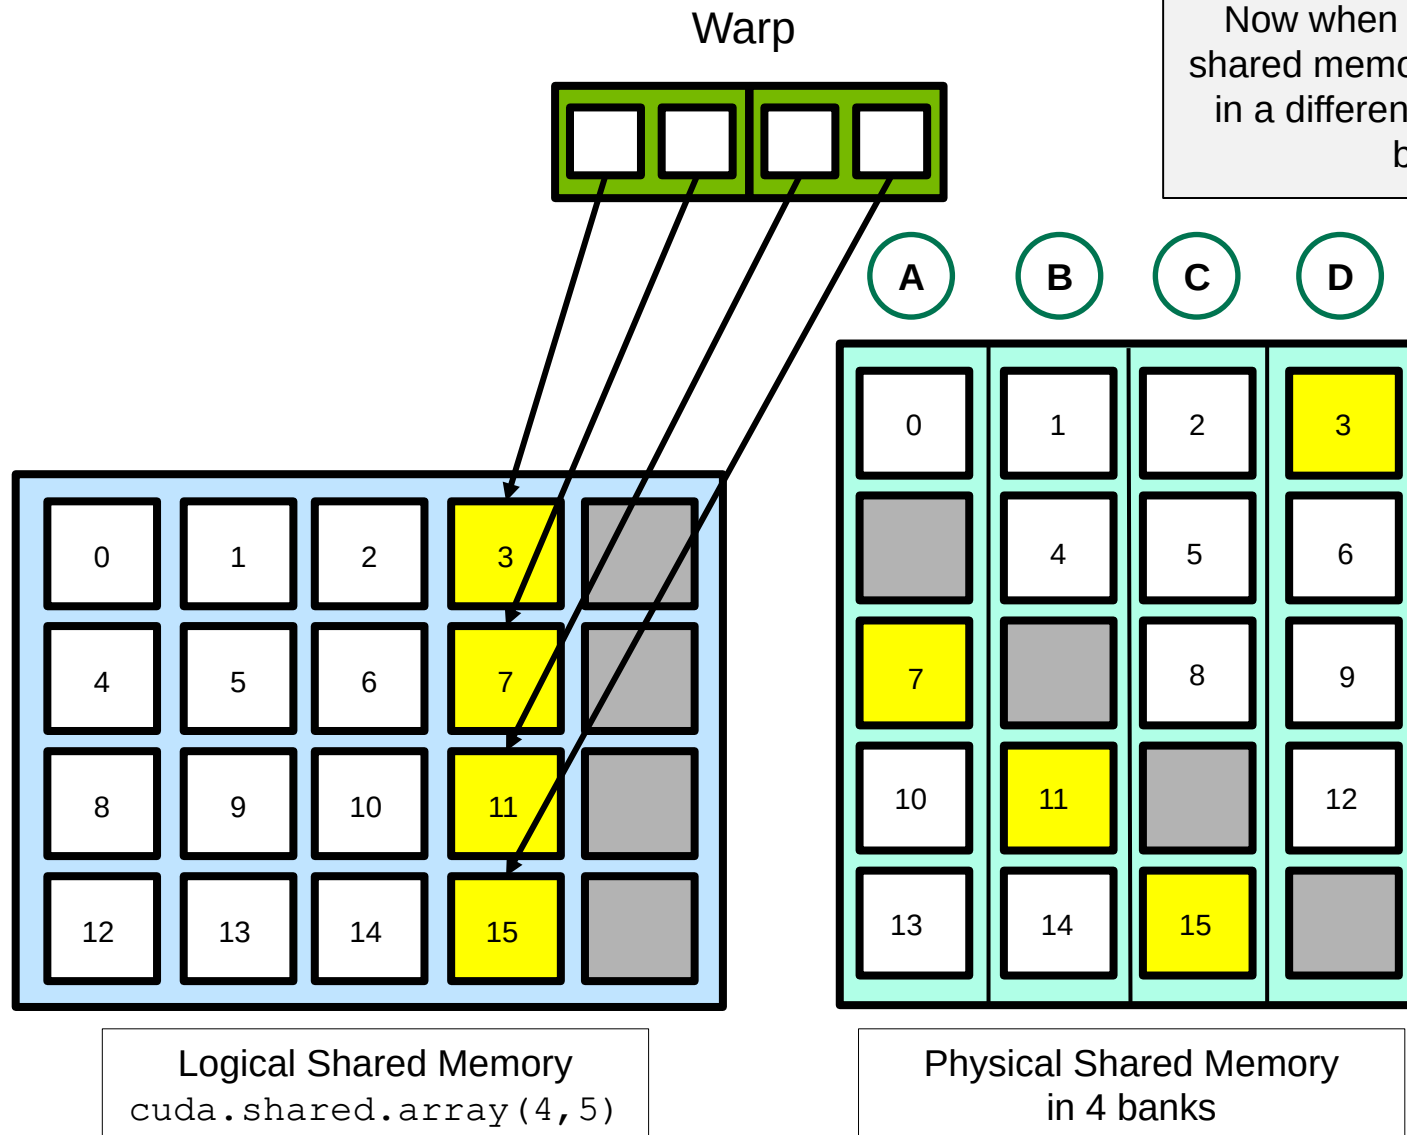 Warp
Now when
shared memo
in a differen
b
A B C D
0 1 2 3
4 5 6
7 8 9
10 11 12
13 14 15
0 1 2 3
4 5 6 7
8 9 10 11
12 13 14 15
Logical Shared Memory
cuda.shared.array(4,5)
Physical Shared Memory
in 4 banks